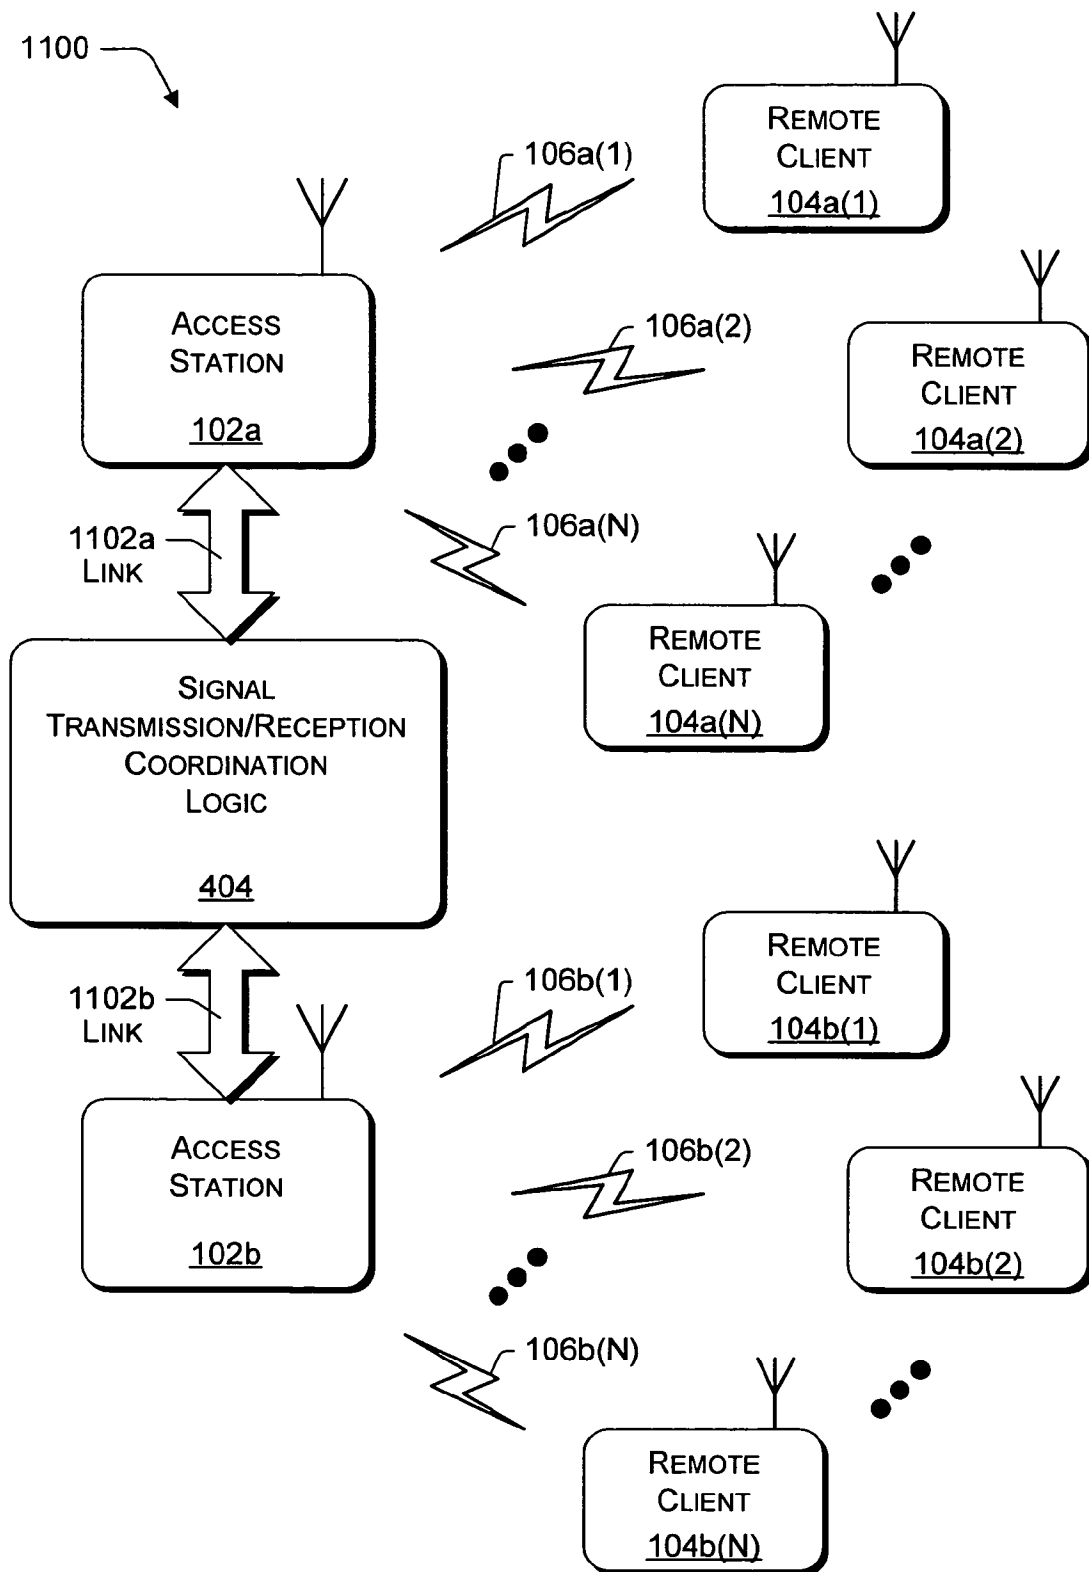 1100
REMOTE
CLIENT
104a(1)
106a(1)
ACCESS
STATION
102a
106a(2)
REMOTE
CLIENT
104a(2)
1102a
LINK
106a(N)
REMOTE
CLIENT
104a(N)
SIGNAL
TRANSMISSION/RECEPTION
COORDINATION
LOGIC
404
REMOTE
CLIENT
104b(1)
1102b
LINK
106b(1)
ACCESS
STATION
102b
106b(2)
REMOTE
CLIENT
104b(2)
106b(N)
REMOTE
CLIENT
104b(N)